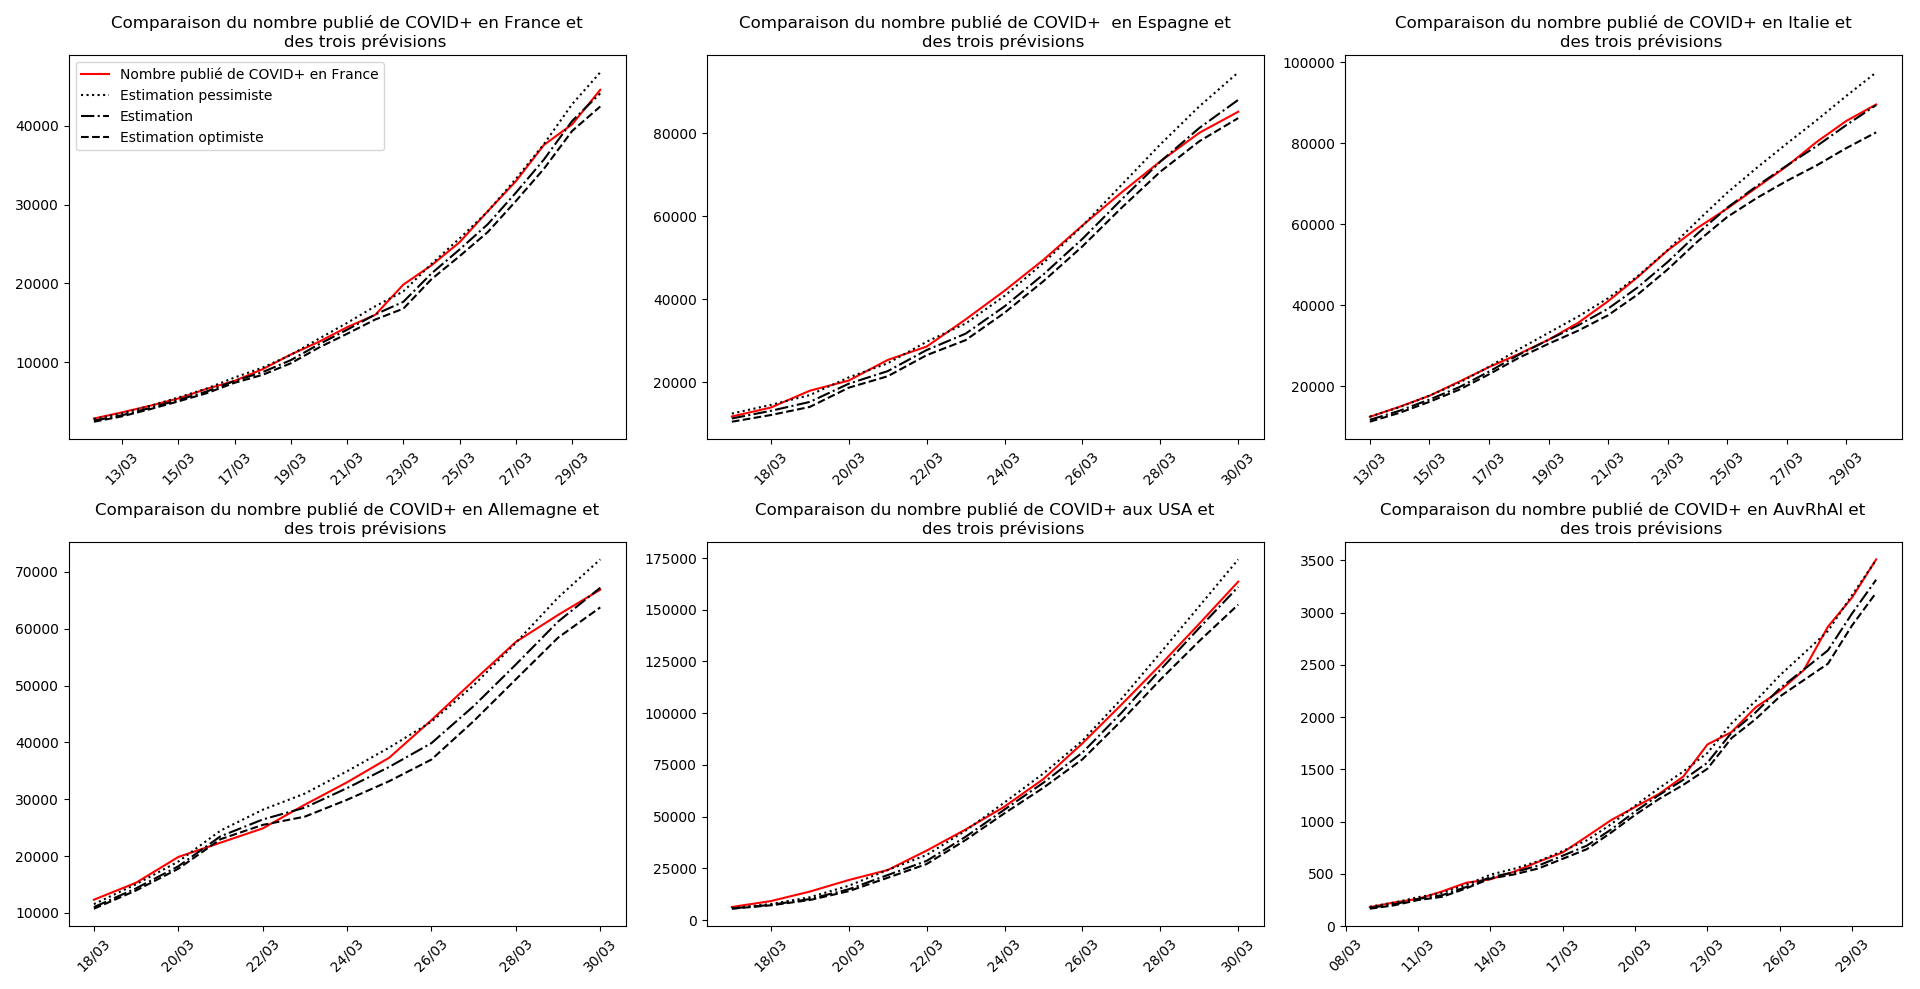 Comparaison du nombre publié de COVID+ en France et
des trois prévisions
Nombre publié de COVID+ en France
Estimation pessimiste
Estimation
Estimation optimiste
40000
30000
20000
10000
13/03 15/03 17/03 19/03 21/03 23/03 25/03 27/03 29/03
Comparaison du nombre publié de COVID+  en Espagne et
des trois prévisions
80000
60000
40000
20000
18/03 20/03 22/03 24/03 26/03 28/03 30/03
Comparaison du nombre publié de COVID+ en Italie et
des trois prévisions
100000
80000
60000
40000
20000
13/03 15/03 17/03 19/03 21/03 23/03 25/03 27/03 29/03
Comparaison du nombre publié de COVID+ en Allemagne et
des trois prévisions
70000
60000
50000
40000
30000
20000
10000
18/03 20/03 22/03 24/03 26/03 28/03 30/03
Comparaison du nombre publié de COVID+ aux USA et
des trois prévisions
175000
150000
125000
100000
75000
50000
25000
0
18/03 20/03 22/03 24/03 26/03 28/03 30/03
Comparaison du nombre publié de COVID+ en AuvRhAl et
des trois prévisions
3500
3000
2500
2000
1500
1000
500
0
08/03 11/03 14/03 17/03 20/03 23/03 26/03 29/03